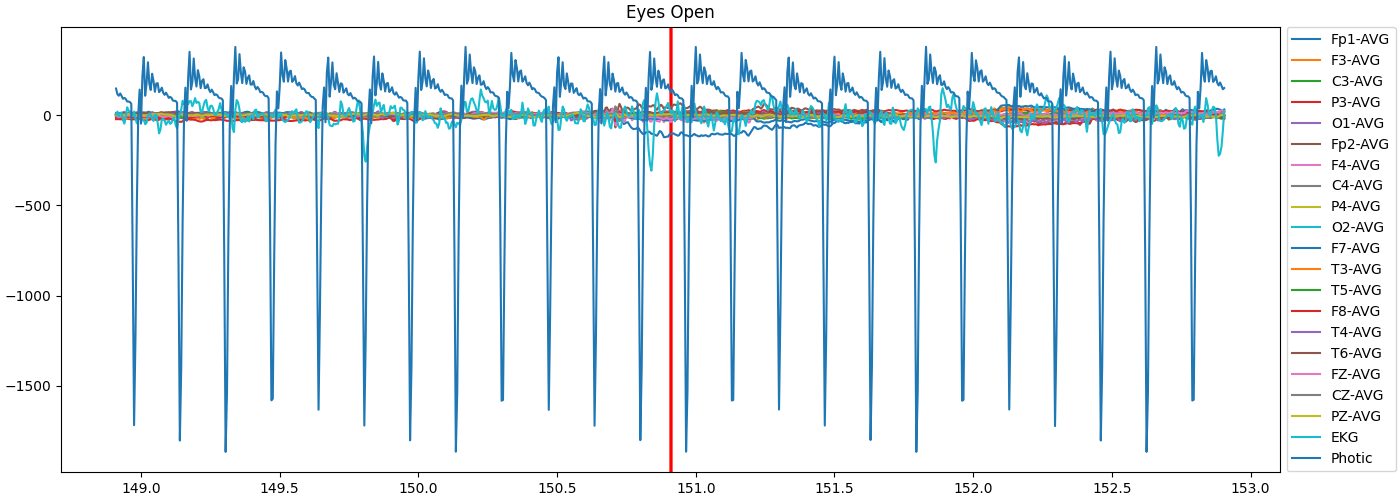 Eyes Open
0
−500
−1000
−1500
149.0
149.5
150.0
150.5
151.0
151.5
152.0
152.5
153.0
Fp1-AVG
F3-AVG
C3-AVG
P3-AVG
O1-AVG
Fp2-AVG
F4-AVG
C4-AVG
P4-AVG
O2-AVG
F7-AVG
T3-AVG
T5-AVG
F8-AVG
T4-AVG
T6-AVG
FZ-AVG
CZ-AVG
PZ-AVG
EKG
Photic